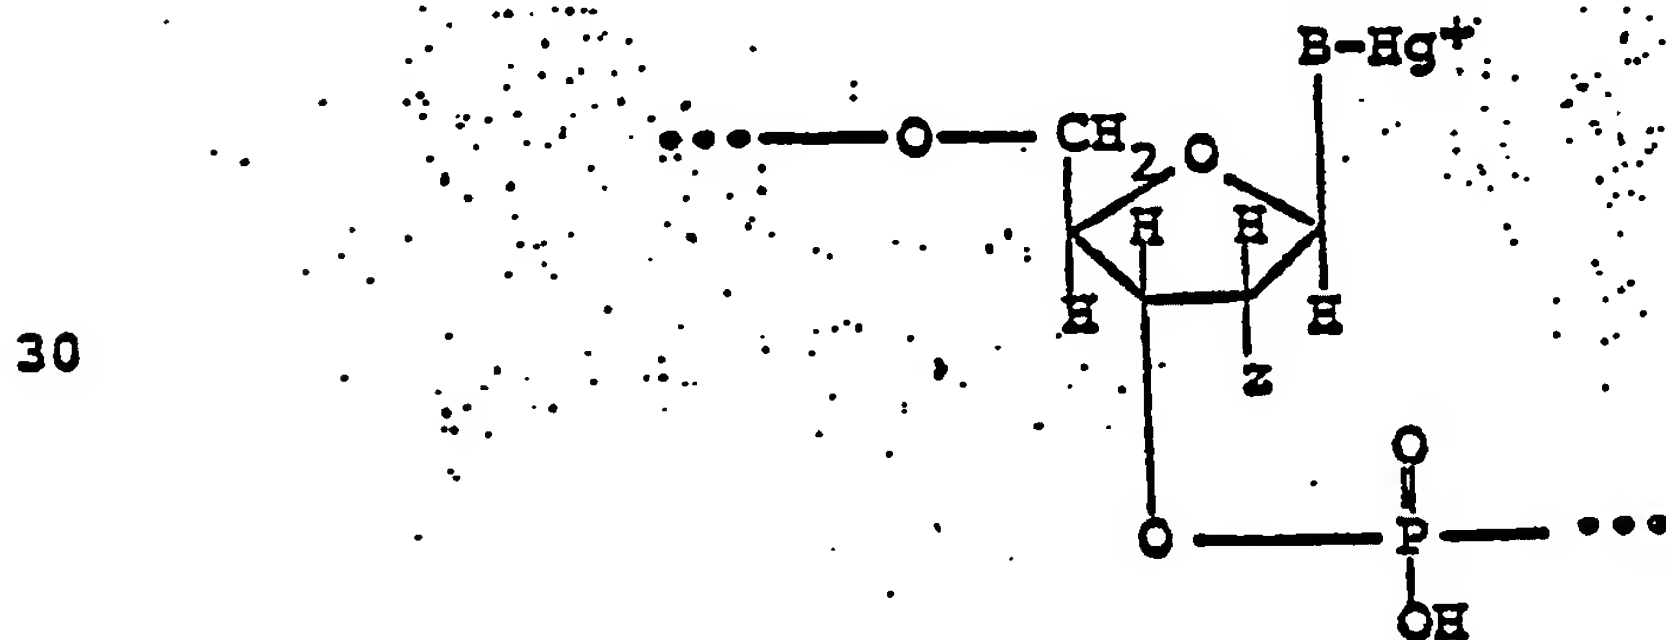 B-Hg+
••• O CH2 O
H H
H H
30
Z
O
O P •••
OH